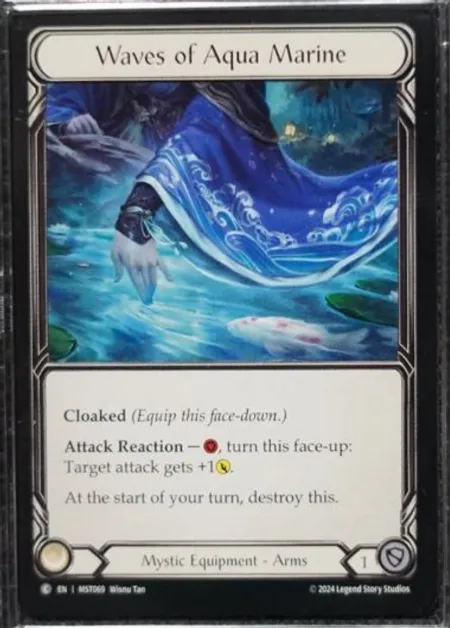 Waves of Aqua Marine
Cloaked (Equip this face-down.)
Attack Reaction — , turn this face-up:
Target attack gets +1.
At the start of your turn, destroy this.
Mystic Equipment - Arms
1
C EN | MST069 Wisnu Tan
© 2024 Legend Story Studios